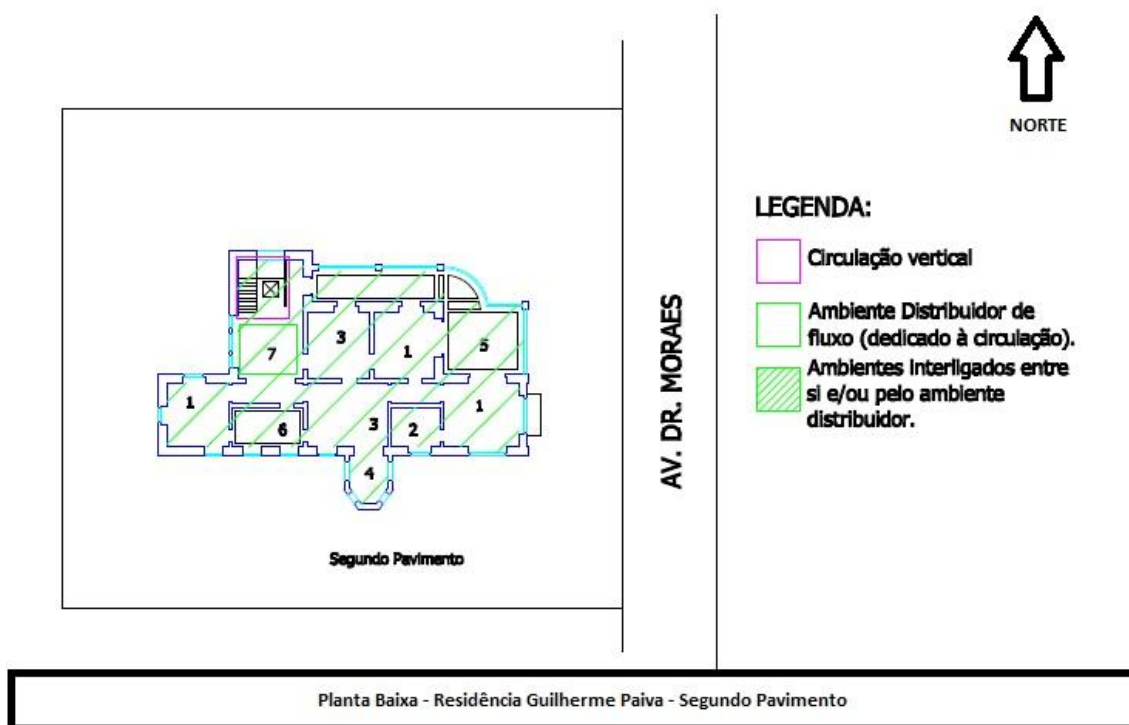 NORTE
LEGENDA:
Circulação vertical
Ambiente Distribuidor de
fluxo (dedicado à circulação).
Ambientes interligados entre
si e/ou pelo ambiente
distribuidor.
AV. DR. MORAES
3
1
5
7
1
1
6
3
2
4
Segundo Pavimento
Planta Baixa - Residência Guilherme Paiva - Segundo Pavimento